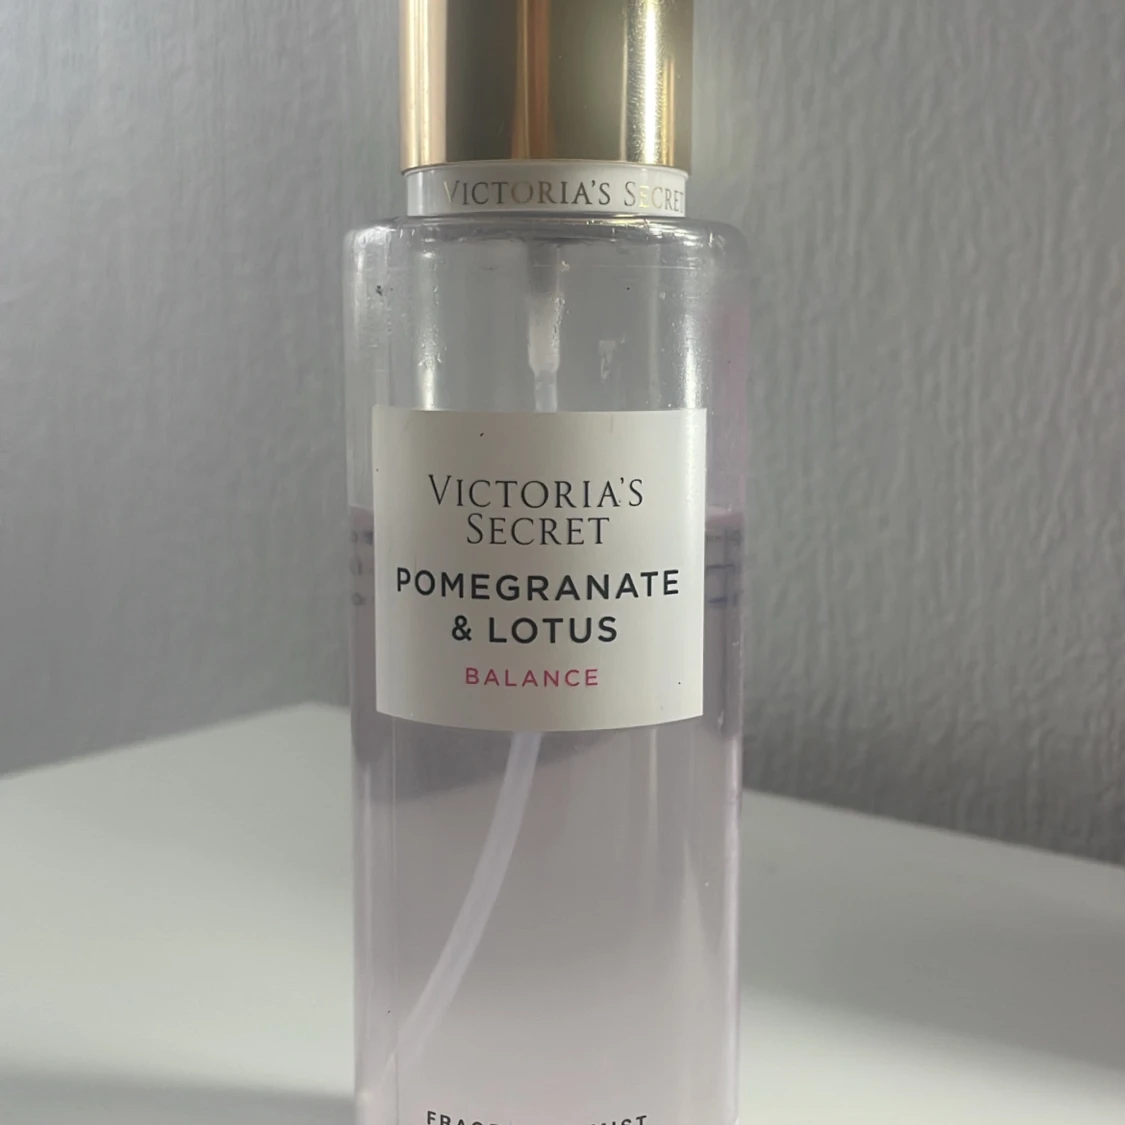 VICTORIA'S SECRET
VICTORIA'S
SECRET
POMEGRANATE
& LOTUS
BALANCE